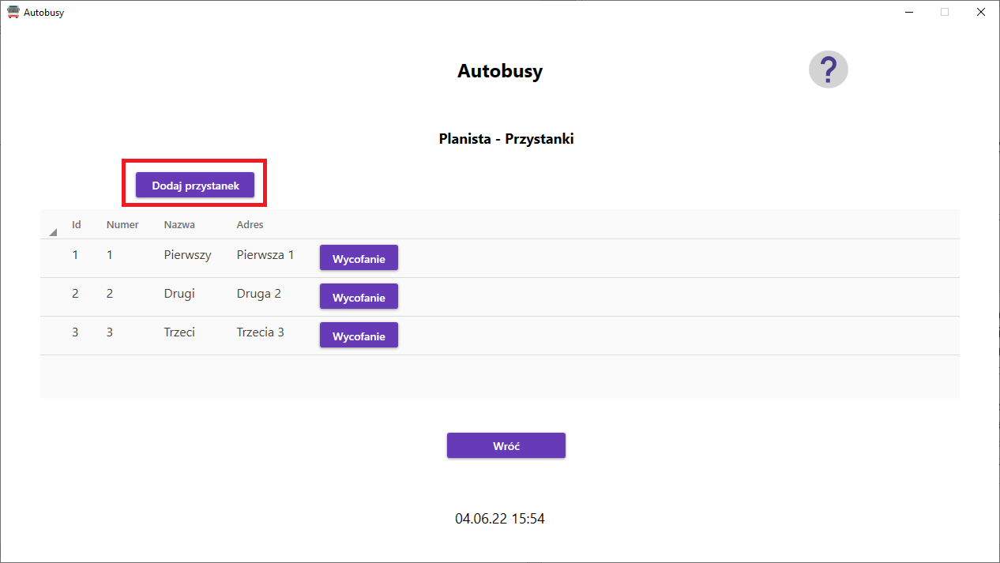 Autobusy
Autobusy
?
Planista - Przystanki
Dodaj przystanek
Id Numer Nazwa Adres
1 1 Pierwszy Pierwsza 1 Wycofanie
2 2 Drugi Druga 2 Wycofanie
3 3 Trzeci Trzecia 3 Wycofanie
Wróć
04.06.22 15:54